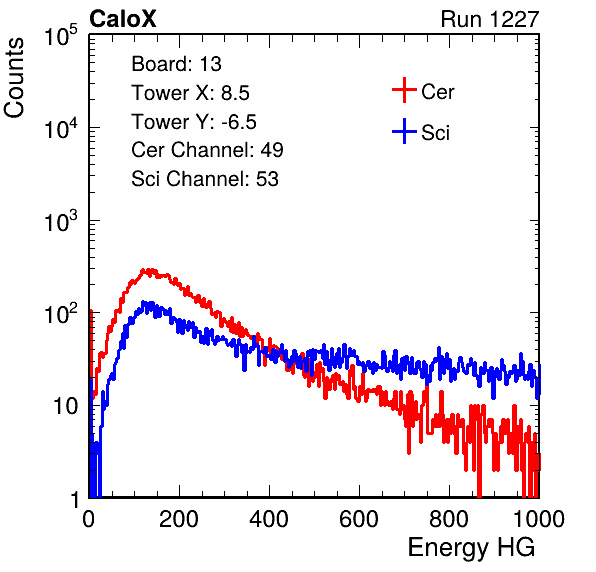 CaloX Run 1227
Counts
10^5
10^4
10^3
10^2
10
1
Board: 13
Tower X: 8.5
Tower Y: -6.5
Cer Channel: 49
Sci Channel: 53
Cer
Sci
0 200 400 600 800 1000
Energy HG